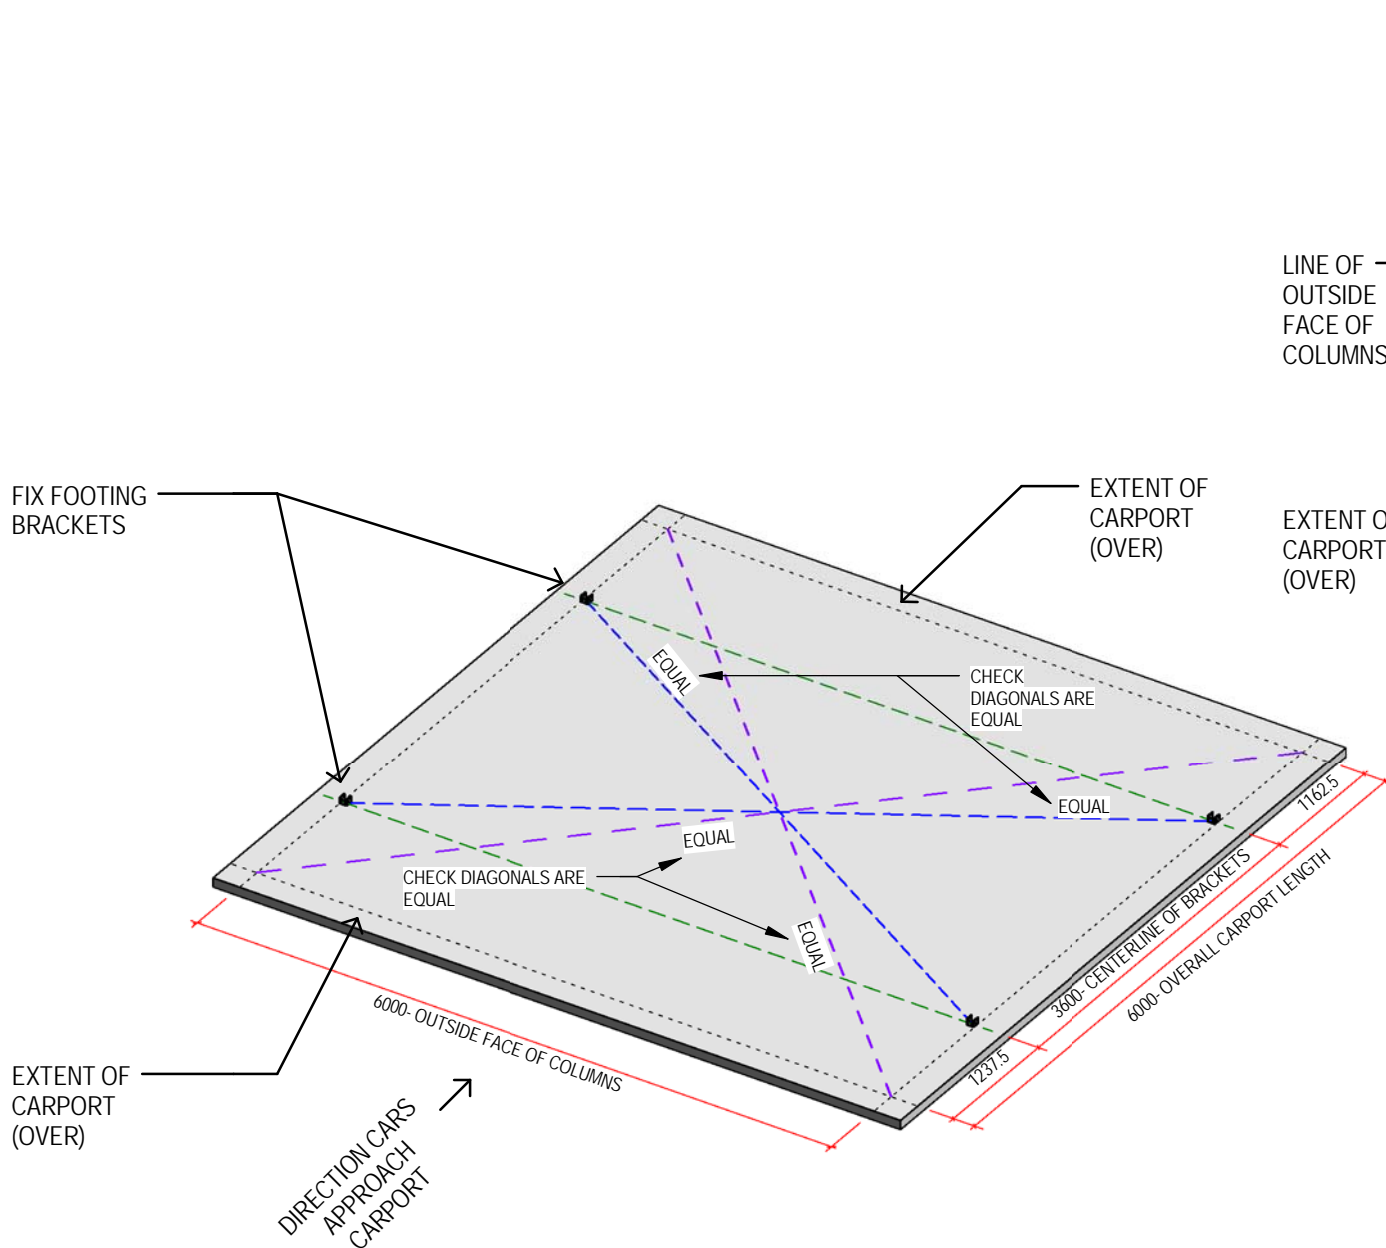 LINE OF
OUTSIDE
FACE OF
COLUMNS
FIX FOOTING
BRACKETS
EXTENT OF
CARPORT
(OVER)
EXTENT O
CARPORT
(OVER)
EQUAL
CHECK
DIAGONALS ARE
EQUAL
EQUAL
1162.5
EQUAL
CHECK DIAGONALS ARE
EQUAL
EQUAL
3600- CENTERLINE OF BRACKETS
6000- OVERALL CARPORT LENGTH
1237.5
6000- OUTSIDE FACE OF COLUMNS
EXTENT OF
CARPORT
(OVER)
DIRECTION CARS
APPROACH
CARPORT